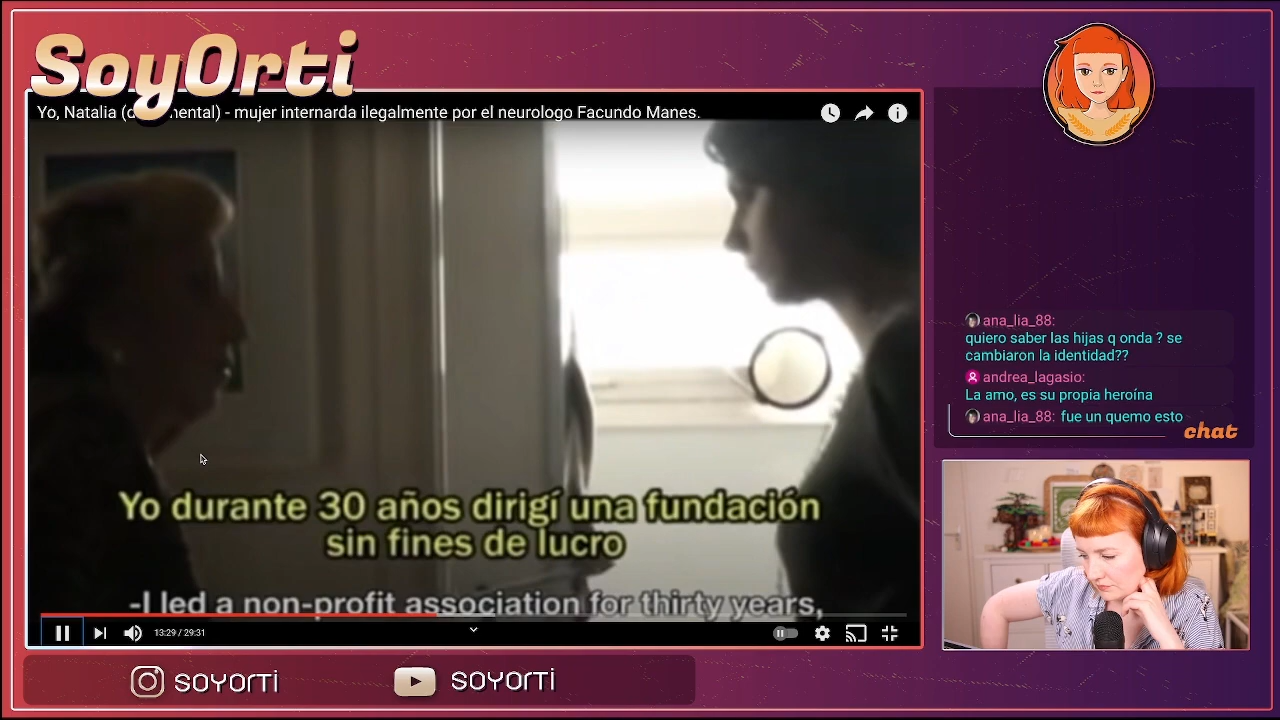 SoyOrti
Yo, Natalia (d mental) - mujer internarda ilegalmente por el neurologo Facundo Manes.
ana_lia_88:
quiero saber las hijas q onda ? se
cambiaron la identidad??
andrea_lagasio:
La amo, es su propia heroína
ana_lia_88: fue un quemo esto
chat
Yo durante 30 años dirigí una fundación
sin fines de lucro
-I led a non-profit association for thirty years,
13:29 / 29:31
SOYORTI
SOYORTI